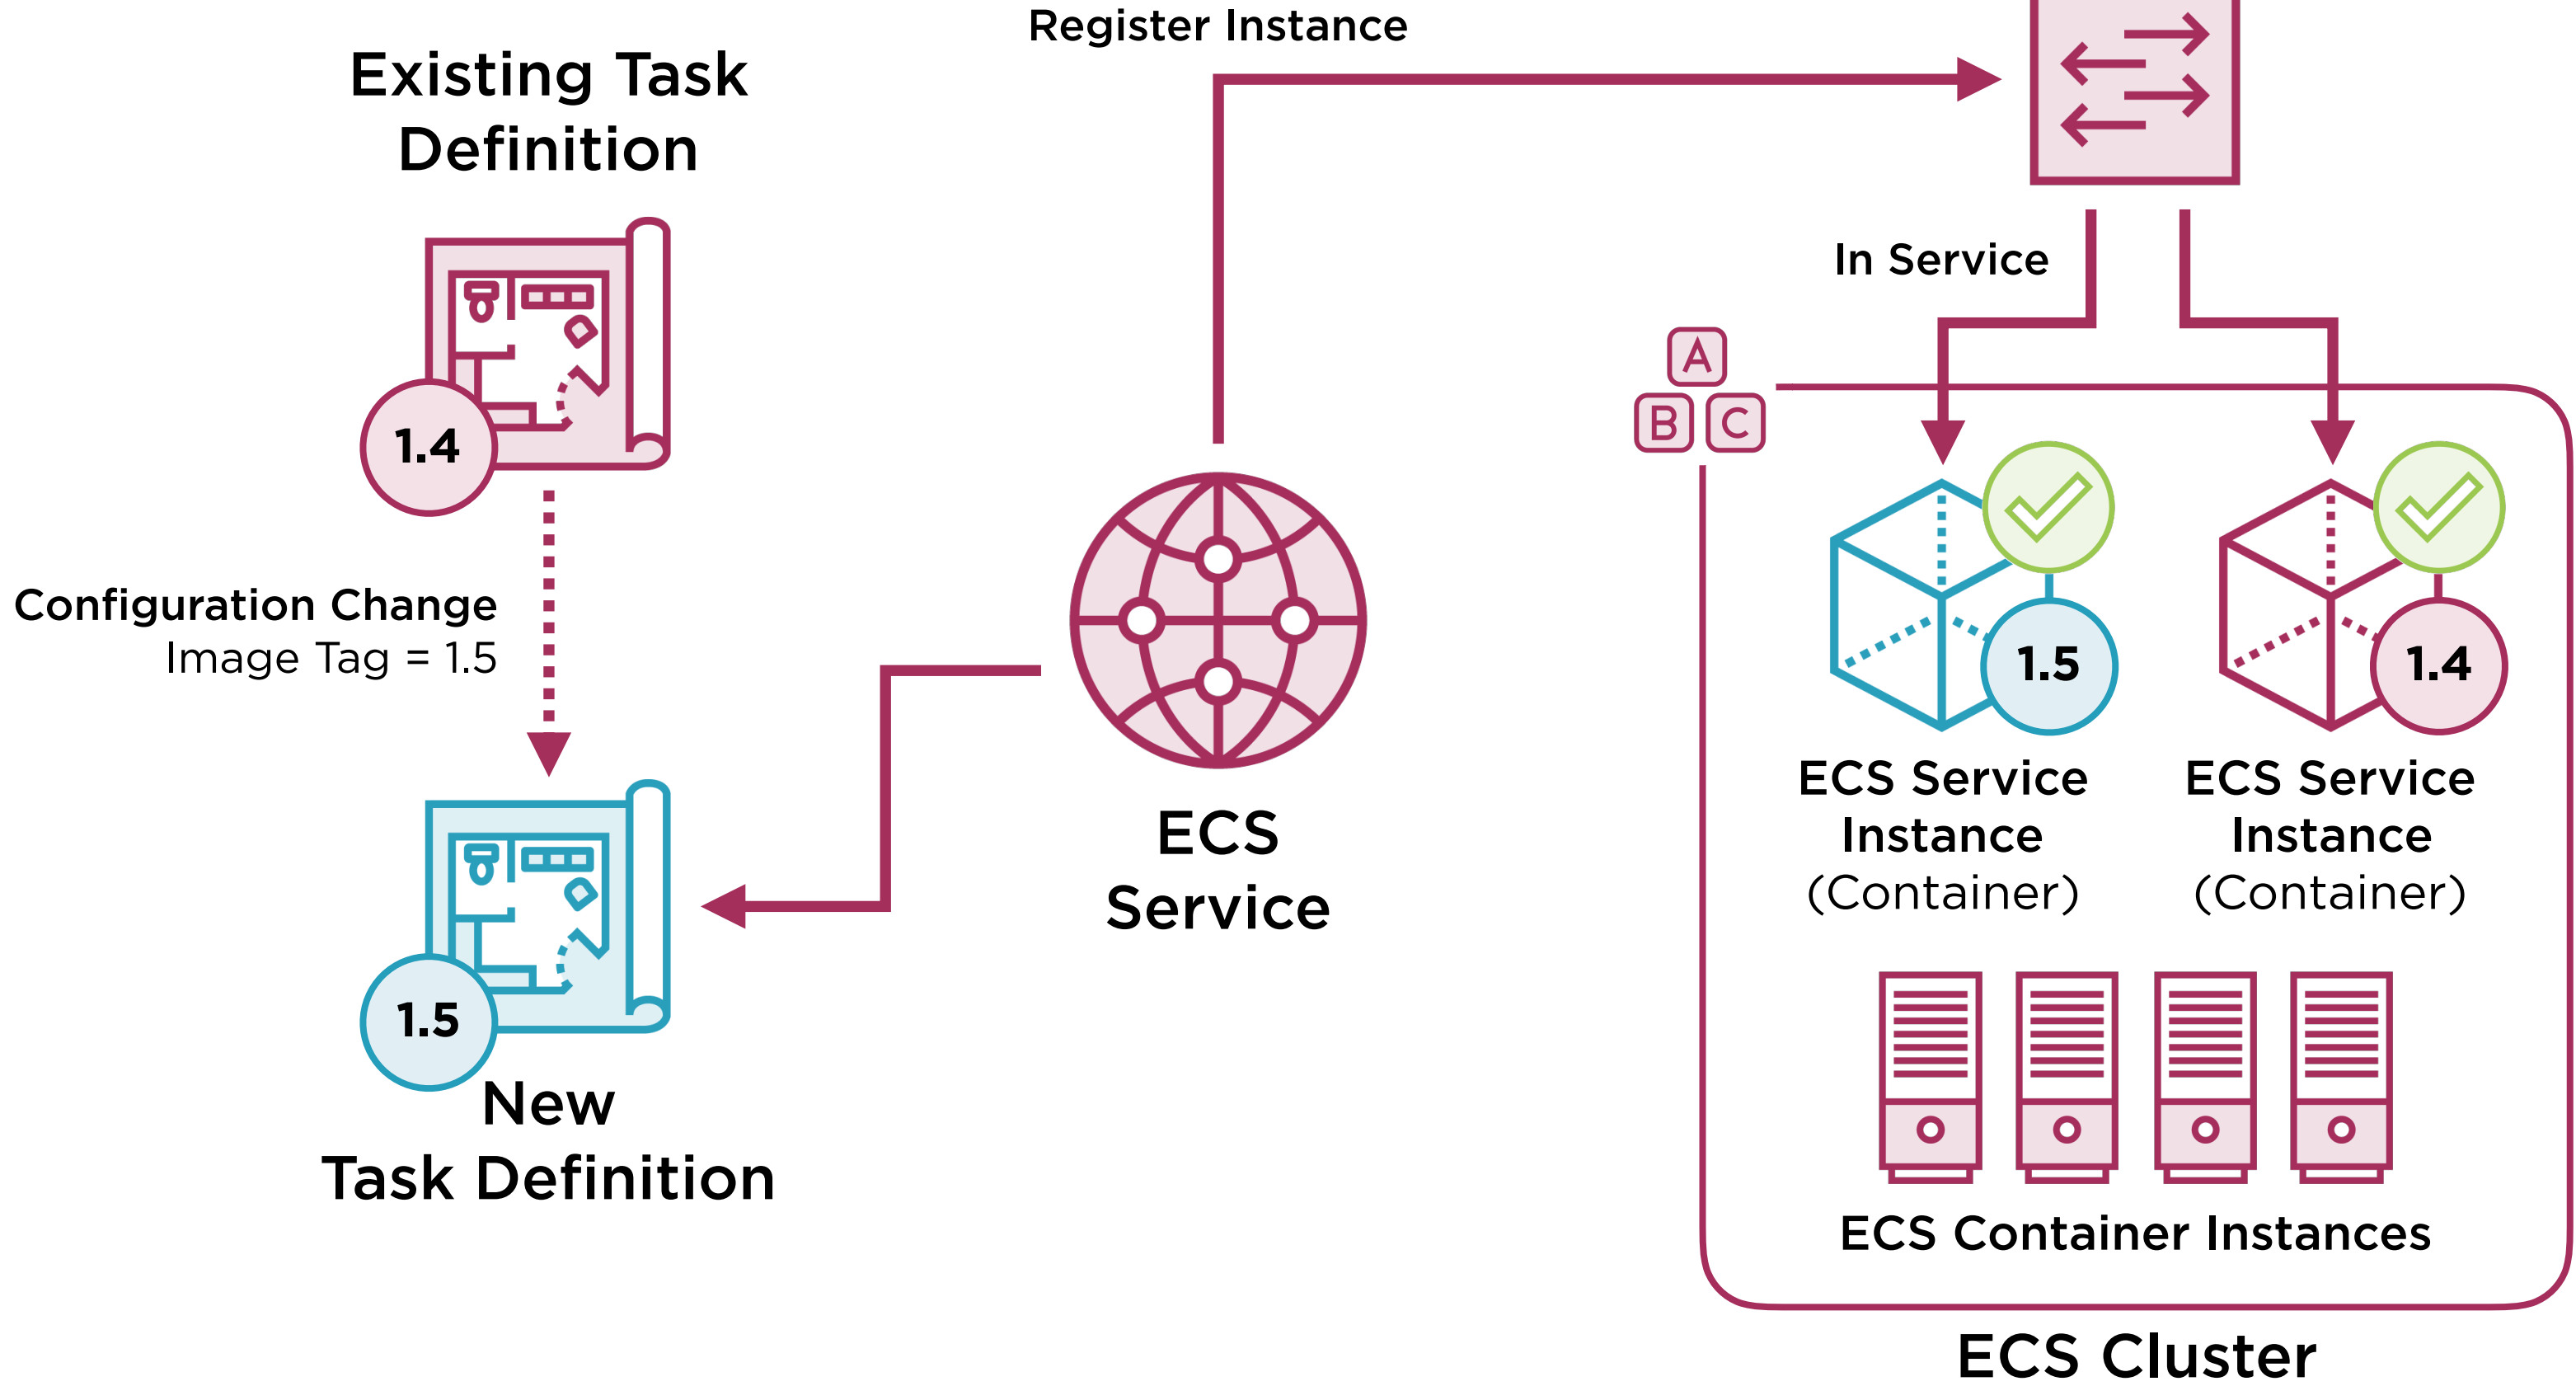 Register Instance
Existing Task
Definition
1.4
Configuration Change
Image Tag = 1.5
1.5
New
Task Definition
ECS
Service
In Service
A
B C
1.5
1.4
ECS Service
Instance
(Container)
ECS Service
Instance
(Container)
ECS Container Instances
ECS Cluster